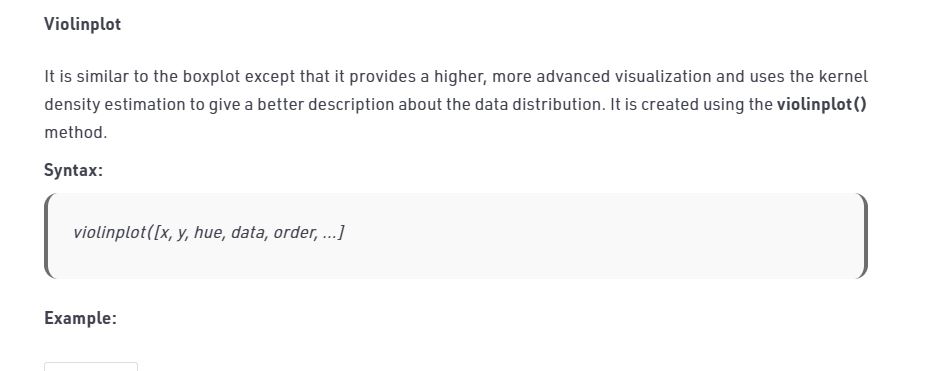 Violinplot
It is similar to the boxplot except that it provides a higher, more advanced visualization and uses the kernel
density estimation to give a better description about the data distribution. It is created using the violinplot()
method.
Syntax:
violinplot([x, y, hue, data, order, …]
Example: